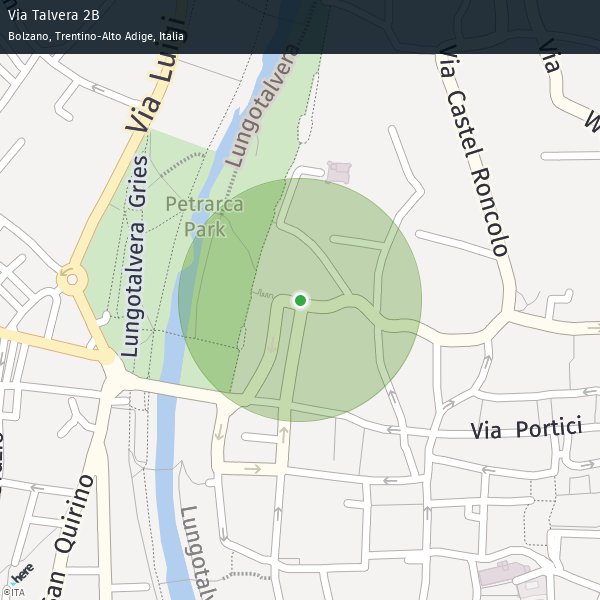 Via Talvera 2B
Bolzano, Trentino-Alto Adige, Italia
Via Luigi
Lungotalvera
Via Castel Roncolo
Via
W
Lungotalvera Gries
Petrarca
Park
Via Portici
San Quirino
Lungotal
here
©ITA